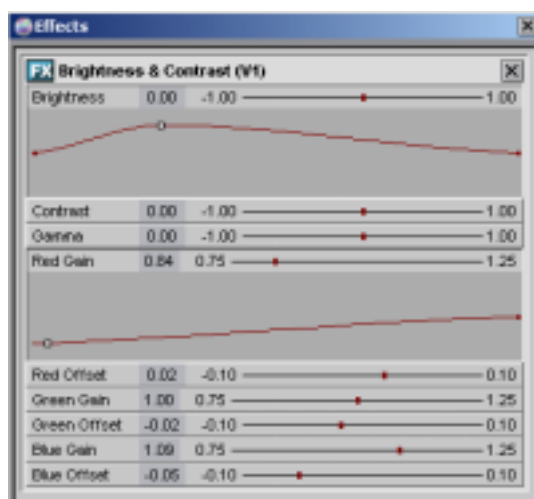 Effects
FX Brightness & Contrast (V1)
Brightness 0.00 -1.00 1.00
Contrast 0.00 -1.00 1.00
Gamma 0.00 -1.00 1.00
Red Gain 0.84 0.75 1.25
Red Offset 0.02 -0.10 0.10
Green Gain 1.00 0.75 1.25
Green Offset -0.02 -0.10 0.10
Blue Gain 1.09 0.75 1.25
Blue Offset -0.05 -0.10 0.10